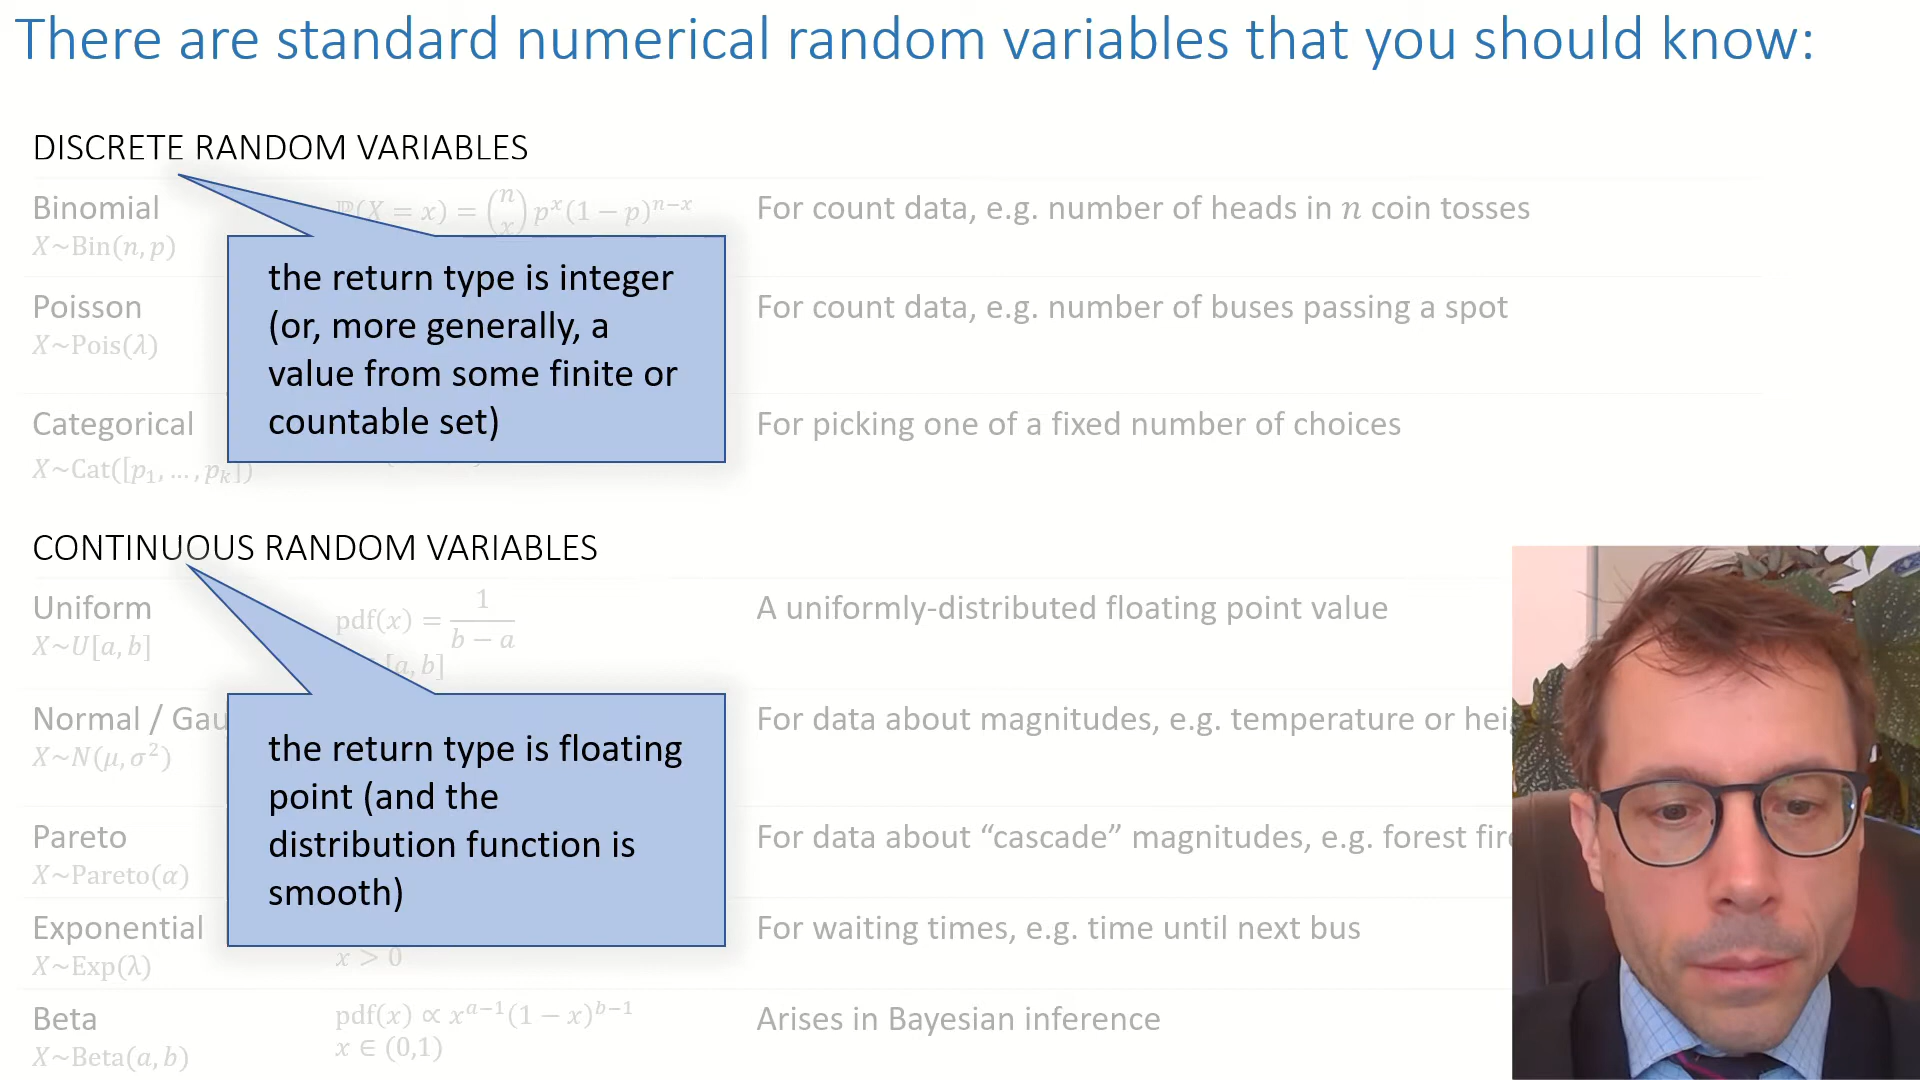 There are standard numerical random variables that you should know:
DISCRETE RANDOM VARIABLES
Binomial
X~Bin(n, p)
ℙ(X = x) = (n x) pˣ(1 − p)ⁿ⁻ˣ
For count data, e.g. number of heads in n coin tosses
the return type is integer
(or, more generally, a
value from some finite or
countable set)
Poisson
X~Pois(λ)
For count data, e.g. number of buses passing a spot
Categorical
X~Cat([p₁, … , pₖ])
For picking one of a fixed number of choices
CONTINUOUS RANDOM VARIABLES
Uniform
X~U[a, b]
pdf(x) = 1 / (b − a)
[a, b]
A uniformly-distributed floating point value
the return type is floating
point (and the
distribution function is
smooth)
Normal / Gau
X~N(μ, σ²)
For data about magnitudes, e.g. temperature or hei
Pareto
X~Pareto(α)
For data about “cascade” magnitudes, e.g. forest fir
Exponential
X~Exp(λ)
x > 0
For waiting times, e.g. time until next bus
Beta
X~Beta(a, b)
pdf(x) ∝ xᵃ⁻¹(1 − x)ᵇ⁻¹
x ∈ (0,1)
Arises in Bayesian inference